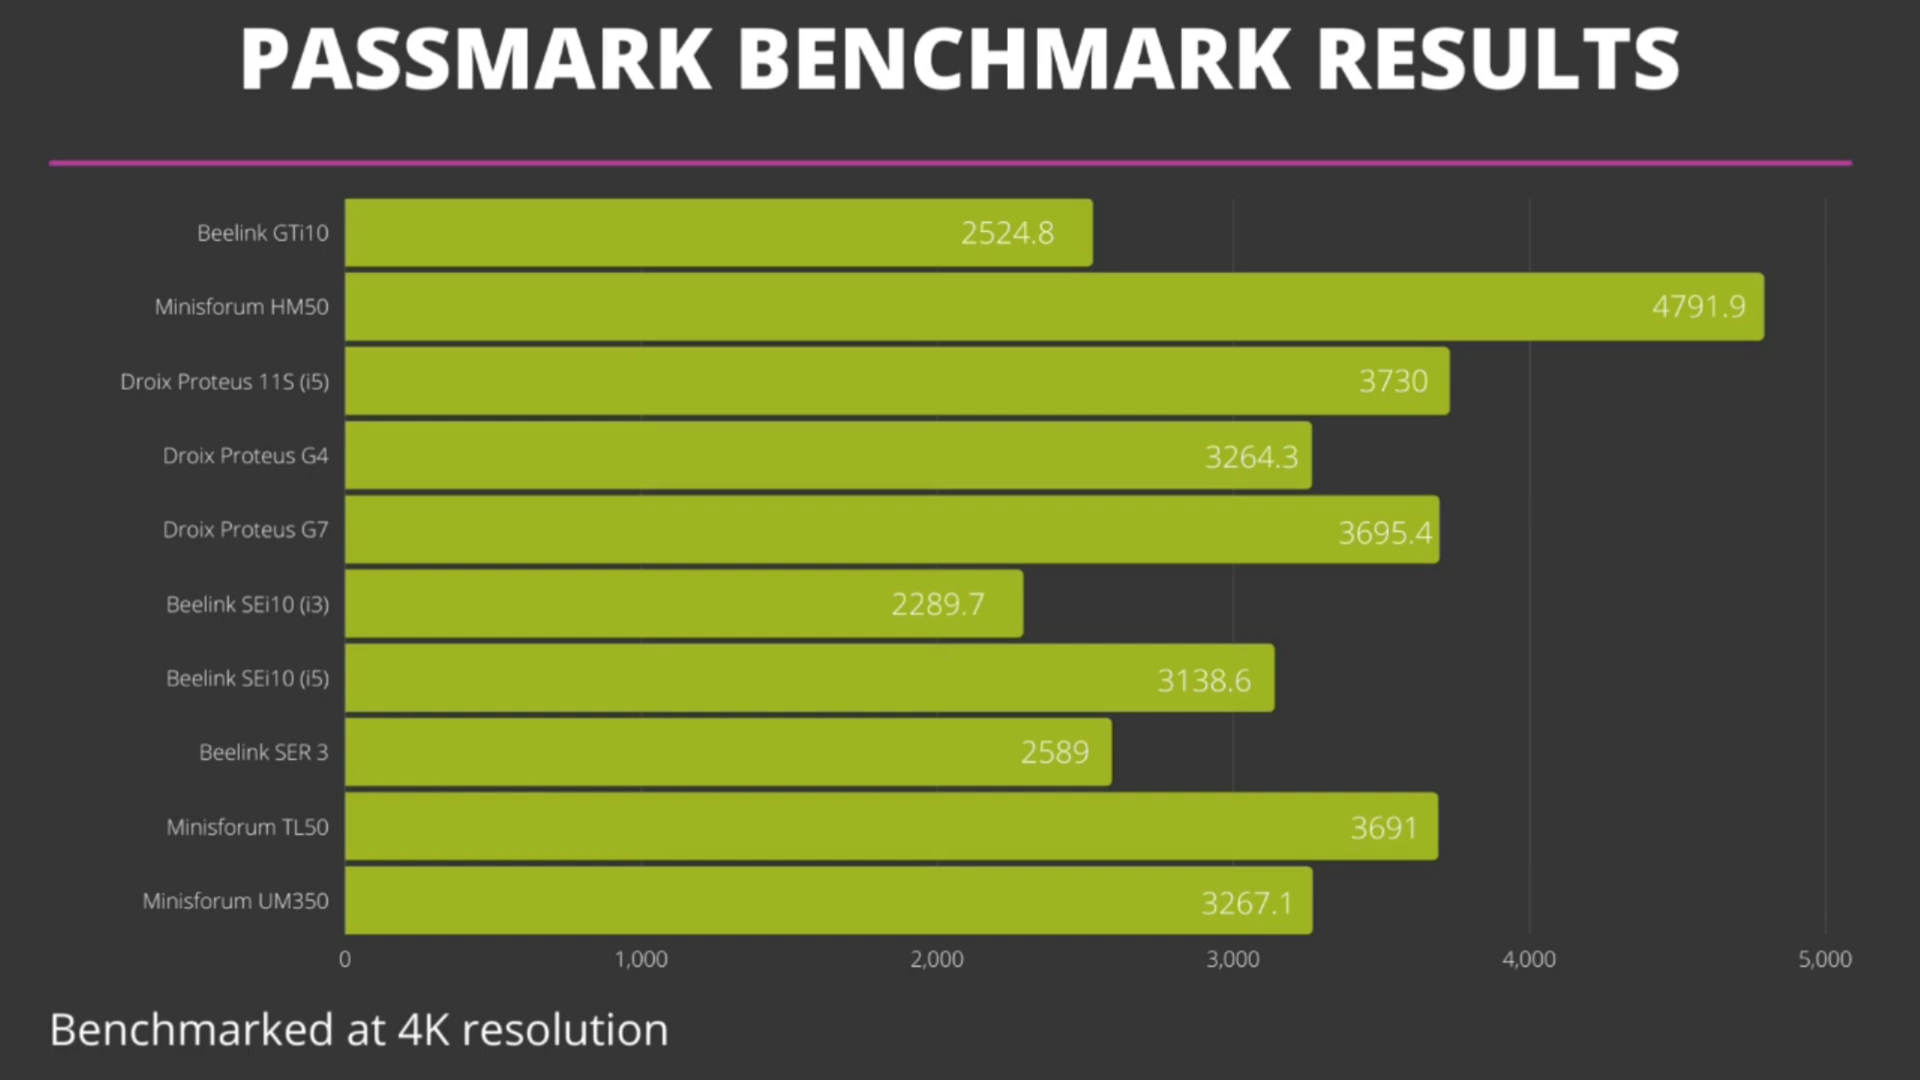 PASSMARK BENCHMARK RESULTS
Beelink GTi10 2524.8
Minisforum HM50 4791.9
Droix Proteus 11S (i5) 3730
Droix Proteus G4 3264.3
Droix Proteus G7 3695.4
Beelink SEi10 (i3) 2289.7
Beelink SEi10 (i5) 3138.6
Beelink SER 3 2589
Minisforum TL50 3691
Minisforum UM350 3267.1
0 1,000 2,000 3,000 4,000 5,000
Benchmarked at 4K resolution